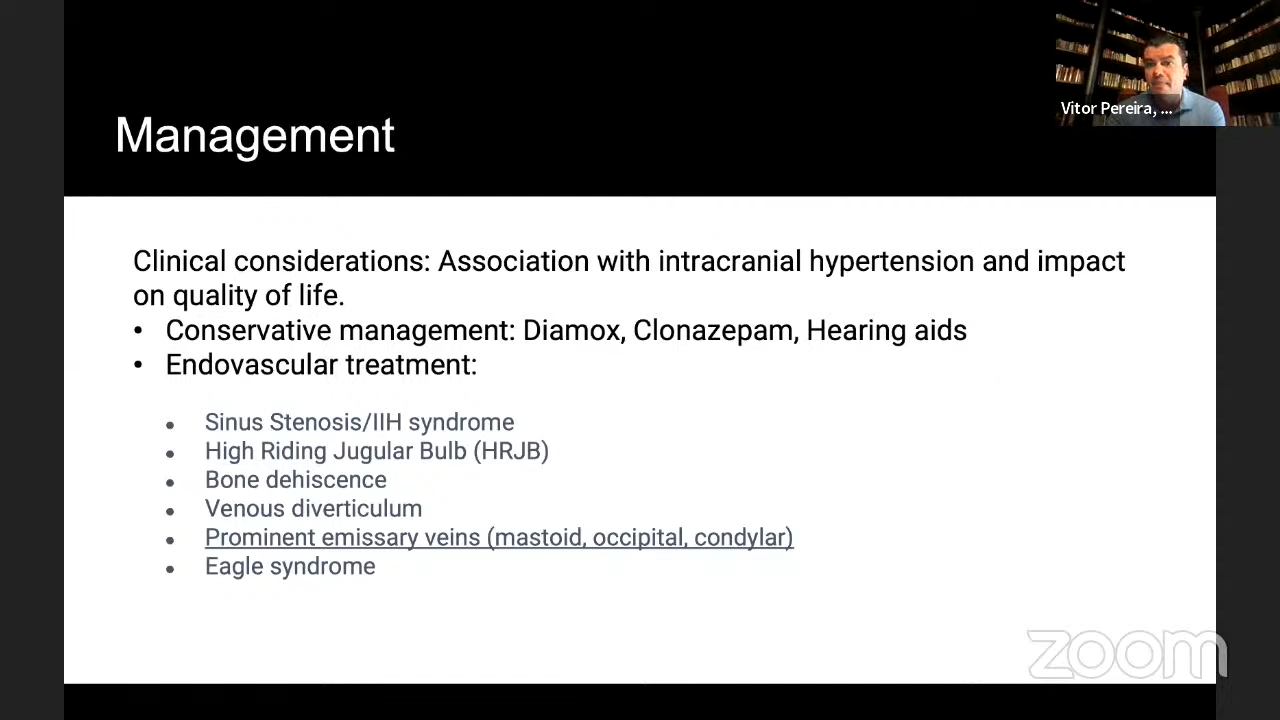 Vitor Pereira, ...
Management
Clinical considerations: Association with intracranial hypertension and impact
on quality of life.
• Conservative management: Diamox, Clonazepam, Hearing aids
• Endovascular treatment:
• Sinus Stenosis/IIH syndrome
• High Riding Jugular Bulb (HRJB)
• Bone dehiscence
• Venous diverticulum
• Prominent emissary veins (mastoid, occipital, condylar)
• Eagle syndrome
zoom